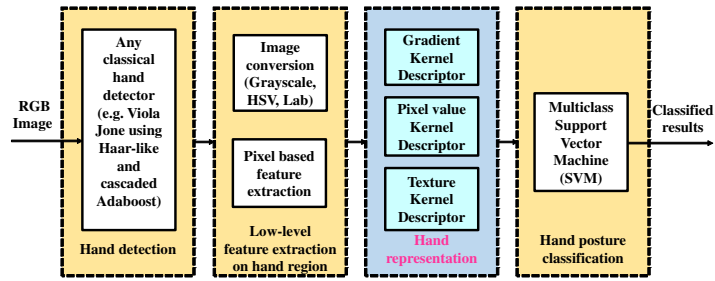 RGB
Image
Any
classical
hand
detector
(e.g. Viola
Jone using
Haar-like
and
cascaded
Adaboost)
Hand detection
Image
conversion
(Grayscale,
HSV, Lab)
Pixel based
feature
extraction
Low-level
feature extraction
on hand region
Gradient
Kernel
Descriptor
Pixel value
Kernel
Descriptor
Texture
Kernel
Descriptor
Hand
representation
Multiclass
Support
Vector
Machine
(SVM)
Hand posture
classification
Classified
results